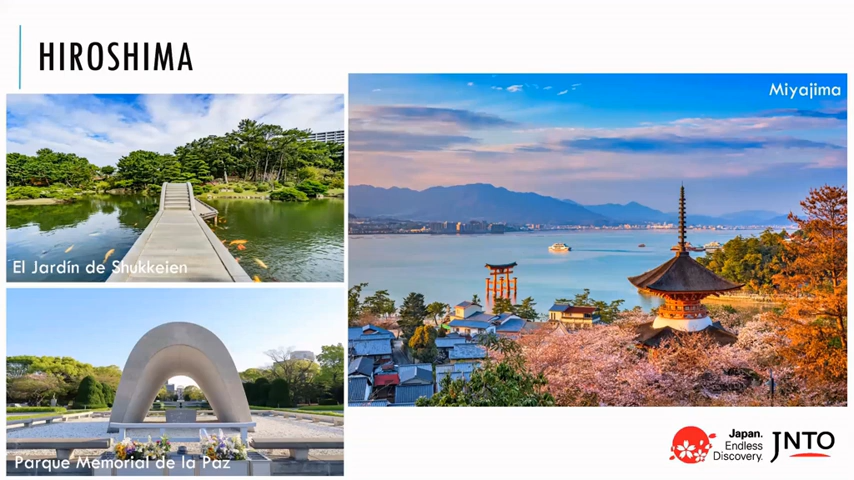 HIROSHIMA
Miyajima
El Jardín de Shukkeien
Parque Memorial de la Paz
Japan.
Endless
Discovery.
JNTO